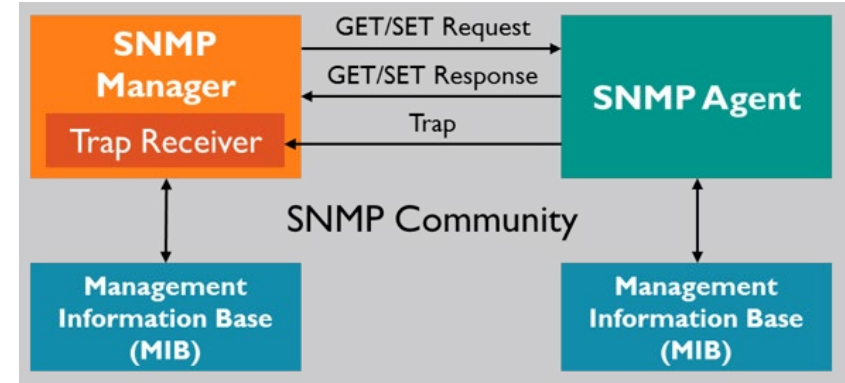 SNMP
Manager
Trap Receiver
GET/SET Request
GET/SET Response
Trap
SNMP Agent
SNMP Community
Management
Information Base
(MIB)
Management
Information Base
(MIB)